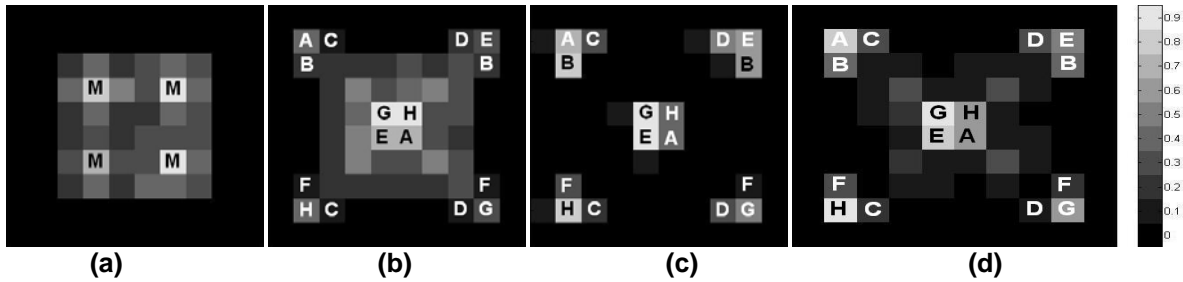 A C D E A C D E A C D E 0.9
B B B B B B 0.8
M M 0.7
G H G H G H 0.6
E A E A E A 0.5
M M 0.4
F F F F F F 0.3
H C D G H C D G H C D G 0.2
0.1
0
(a) (b) (c) (d)